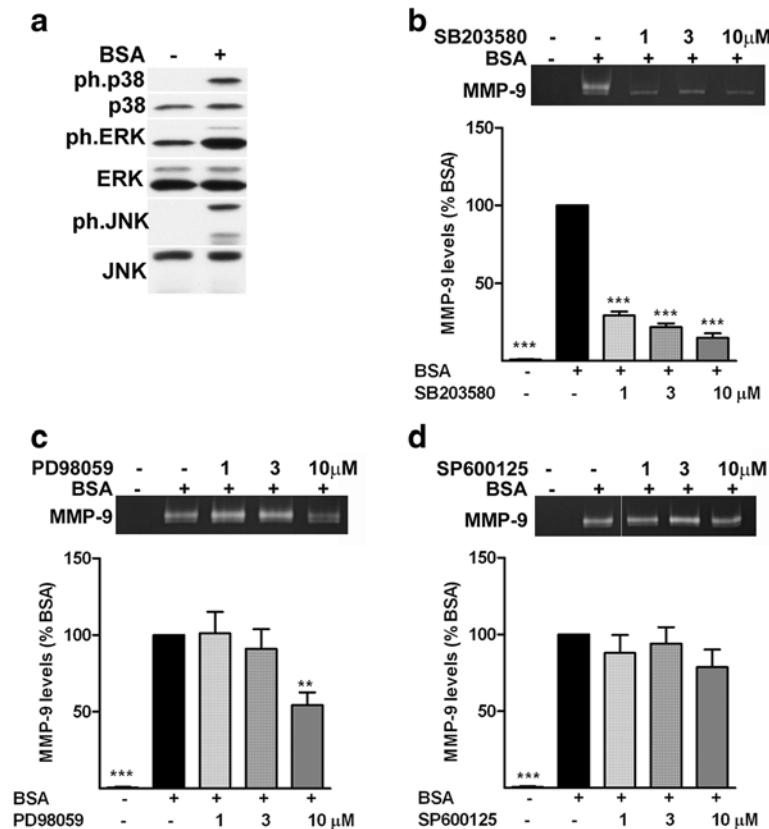 a
BSA - +
ph.p38
p38
ph.ERK
ERK
ph.JNK
JNK
b
SB203580 - - 1 3 10μM
BSA - + + + +
MMP-9
MMP-9 levels (% BSA)
150
100
50
*** *** *** ***
BSA - + + + +
SB203580 - 1 3 10 μM
c
PD98059 - - 1 3 10μM
BSA - + + + +
MMP-9
MMP-9 levels (% BSA)
150
100
50
*** **
BSA - + + + +
PD98059 1 3 10 μM
d
SP600125 - - 1 3 10μM
BSA - + + + +
MMP-9
MMP-9 levels (% BSA)
150
100
50
***
BSA - + + + +
SP600125 1 3 10 μM